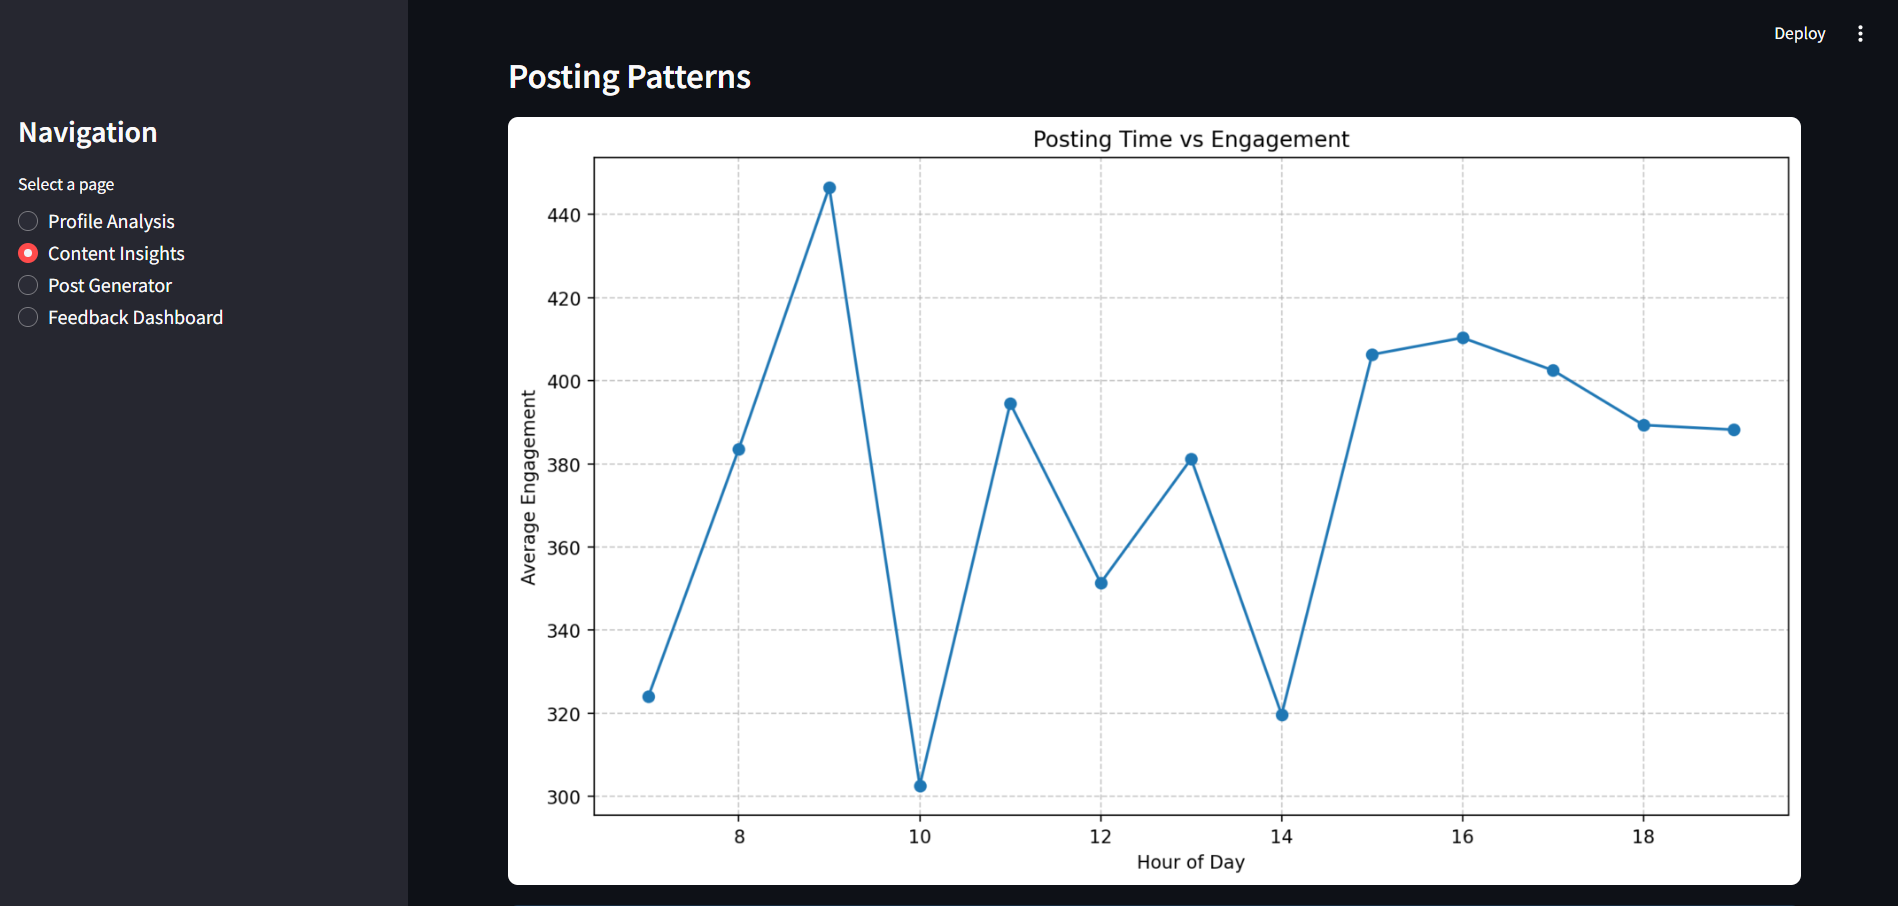 Deploy
Navigation
Select a page
Profile Analysis
Content Insights
Post Generator
Feedback Dashboard
Posting Patterns
Posting Time vs Engagement
Average Engagement
440
420
400
380
360
340
320
300
8 10 12 14 16 18
Hour of Day